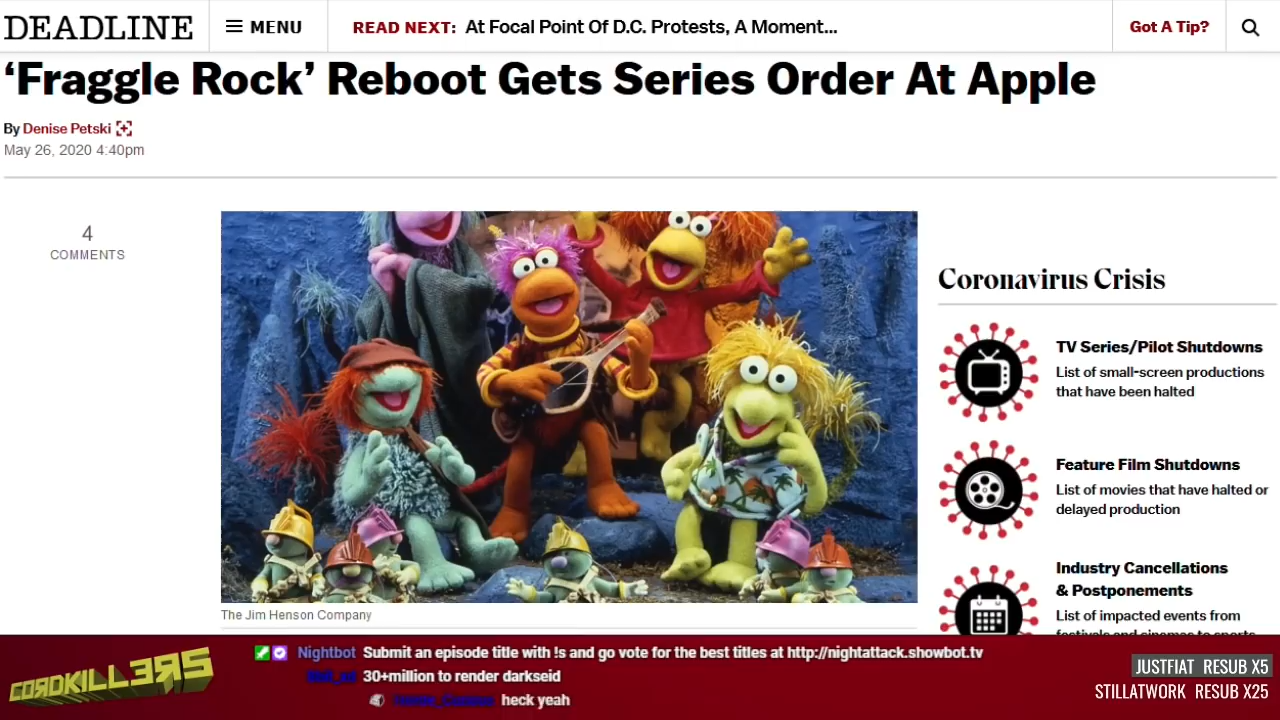 DEADLINE
MENU
READ NEXT: At Focal Point Of D.C. Protests, A Moment...
Got A Tip?
‘Fraggle Rock’ Reboot Gets Series Order At Apple
By Denise Petski
May 26, 2020 4:40pm
4
COMMENTS
The Jim Henson Company
Coronavirus Crisis
TV Series/Pilot Shutdowns
List of small-screen productions
that have been halted
Feature Film Shutdowns
List of movies that have halted or
delayed production
Industry Cancellations
& Postponements
List of impacted events from
festivals and cinemas to sports
CORDKILLERS
Nightbot Submit an episode title with !s and go vote for the best titles at http://nightattack.showbot.tv
30+million to render darkseid
heck yeah
JUSTFIAT RESUB X5
STILLATWORK RESUB X25